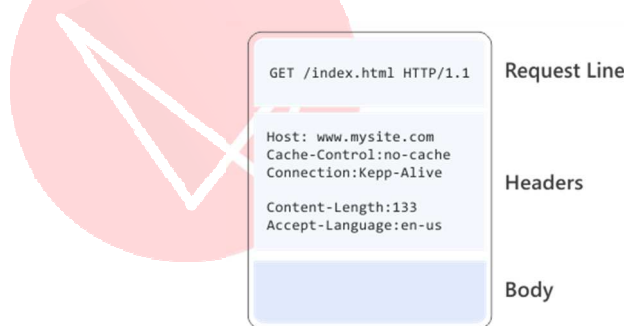 GET /index.html HTTP/1.1
Request Line
Host: www.mysite.com
Cache-Control:no-cache
Connection:Kepp-Alive
Content-Length:133
Accept-Language:en-us
Headers
Body